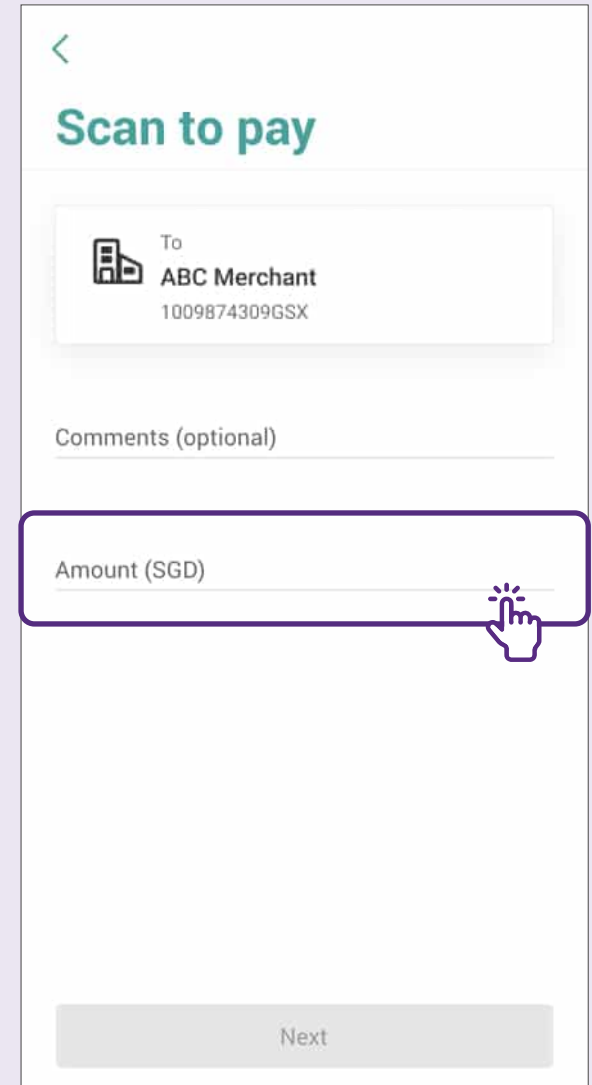 Scan to pay
To
ABC Merchant
1009874309GSX
Comments (optional)
Amount (SGD)
Next